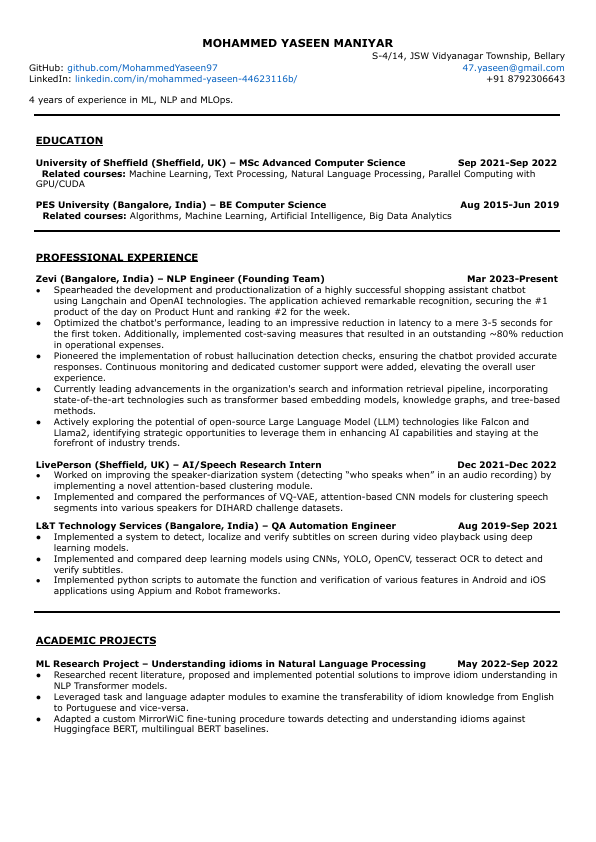 MOHAMMED YASEEN MANIYAR
S-4/14, JSW Vidyanagar Township, Bellary
GitHub: github.com/MohammedYaseen97 47.yaseen@gmail.com
LinkedIn: linkedin.com/in/mohammed-yaseen-44623116b/ +91 8792306643
4 years of experience in ML, NLP and MLOps.
EDUCATION
University of Sheffield (Sheffield, UK) – MSc Advanced Computer Science Sep 2021-Sep 2022
Related courses: Machine Learning, Text Processing, Natural Language Processing, Parallel Computing with
GPU/CUDA
PES University (Bangalore, India) – BE Computer Science Aug 2015-Jun 2019
Related courses: Algorithms, Machine Learning, Artificial Intelligence, Big Data Analytics
PROFESSIONAL EXPERIENCE
Zevi (Bangalore, India) – NLP Engineer (Founding Team) Mar 2023-Present
● Spearheaded the development and productionalization of a highly successful shopping assistant chatbot
using Langchain and OpenAI technologies. The application achieved remarkable recognition, securing the #1
product of the day on Product Hunt and ranking #2 for the week.
● Optimized the chatbot's performance, leading to an impressive reduction in latency to a mere 3-5 seconds for
the first token. Additionally, implemented cost-saving measures that resulted in an outstanding ~80% reduction
in operational expenses.
● Pioneered the implementation of robust hallucination detection checks, ensuring the chatbot provided accurate
responses. Continuous monitoring and dedicated customer support were added, elevating the overall user
experience.
● Currently leading advancements in the organization's search and information retrieval pipeline, incorporating
state-of-the-art technologies such as transformer based embedding models, knowledge graphs, and tree-based
methods.
● Actively exploring the potential of open-source Large Language Model (LLM) technologies like Falcon and
Llama2, identifying strategic opportunities to leverage them in enhancing AI capabilities and staying at the
forefront of industry trends.
LivePerson (Sheffield, UK) – AI/Speech Research Intern Dec 2021-Dec 2022
● Worked on improving the speaker-diarization system (detecting “who speaks when” in an audio recording) by
implementing a novel attention-based clustering module.
● Implemented and compared the performances of VQ-VAE, attention-based CNN models for clustering speech
segments into various speakers for DIHARD challenge datasets.
L&T Technology Services (Bangalore, India) – QA Automation Engineer Aug 2019-Sep 2021
● Implemented a system to detect, localize and verify subtitles on screen during video playback using deep
learning models.
● Implemented and compared deep learning models using CNNs, YOLO, OpenCV, tesseract OCR to detect and
verify subtitles.
● Implemented python scripts to automate the function and verification of various features in Android and iOS
applications using Appium and Robot frameworks.
ACADEMIC PROJECTS
ML Research Project – Understanding idioms in Natural Language Processing May 2022-Sep 2022
● Researched recent literature, proposed and implemented potential solutions to improve idiom understanding in
NLP Transformer models.
● Leveraged task and language adapter modules to examine the transferability of idiom knowledge from English
to Portuguese and vice-versa.
● Adapted a custom MirrorWiC fine-tuning procedure towards detecting and understanding idioms against
Huggingface BERT, multilingual BERT baselines.